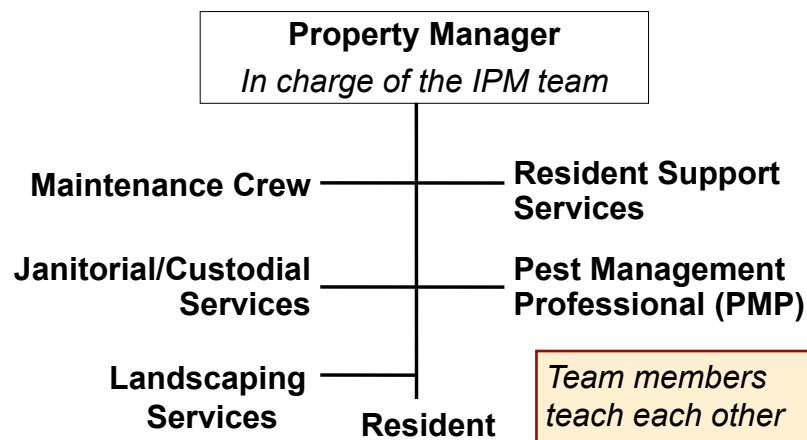 Property Manager
In charge of the IPM team
Maintenance Crew
Resident Support
Services
Janitorial/Custodial
Services
Pest Management
Professional (PMP)
Landscaping
Services
Resident
Team members
teach each other